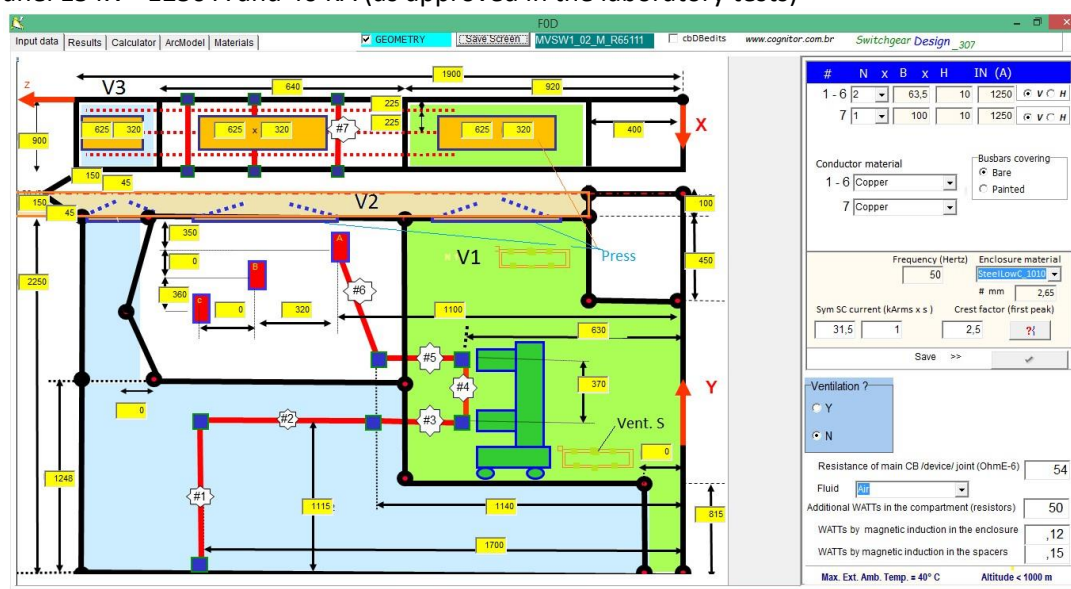 F0D
Input data Results Calculator ArcModel Materials GEOMETRY Save Screen MVSW1_02_M_R65111 cbDBedits www.cognitor.com.br Switchgear Design _307
1900
Z V3 640 920
225
900 625 320 625 x 320 #7 225 625 320 400 X
150
45
150 V2 100
45
350 A
0 B V1 Press 450
2250 360 C #6
0 320 1100
630
#5
#4 370 Y
0 #2 #3
Vent. S
0
1248
#1 1115 1140 815
1700
# N x B x H IN (A)
1 - 6 2 63,5 10 1250 V H
7 1 100 10 1250 V H
Conductor material Busbars covering
1 - 6 Copper Bare
Painted
7 Copper
Frequency (Hertz) Enclosure material
50 SteelLowC_1010
# mm 2,65
Sym SC current (kArms x s ) Crest factor (first peak)
31,5 1 2,5 ?{
Save >>
Ventilation ?
Y
N
Resistance of main CB /device/ joint (OhmE-6) 54
Fluid Air
Additional WATTs in the compartment (resistors) 50
WATTs by magnetic induction in the enclosure ,12
WATTs by magnetic induction in the spacers ,15
Max. Ext. Amb. Temp. = 40° C Altitude < 1000 m